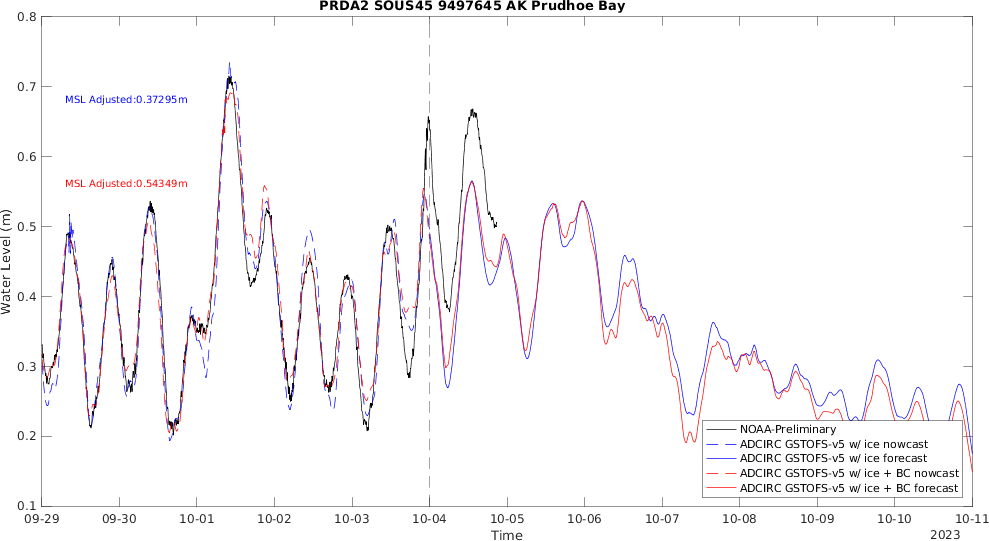 PRDA2 SOUS45 9497645 AK Prudhoe Bay
0.8
0.7
0.6
0.5
0.4
0.3
0.2
0.1
Water Level (m)
MSL Adjusted:0.37295m
MSL Adjusted:0.54349m
NOAA-Preliminary
ADCIRC GSTOFS-v5 w/ ice nowcast
ADCIRC GSTOFS-v5 w/ ice forecast
ADCIRC GSTOFS-v5 w/ ice + BC nowcast
ADCIRC GSTOFS-v5 w/ ice + BC forecast
09-29 09-30 10-01 10-02 10-03 10-04 10-05 10-06 10-07 10-08 10-09 10-10 10-11
Time
2023